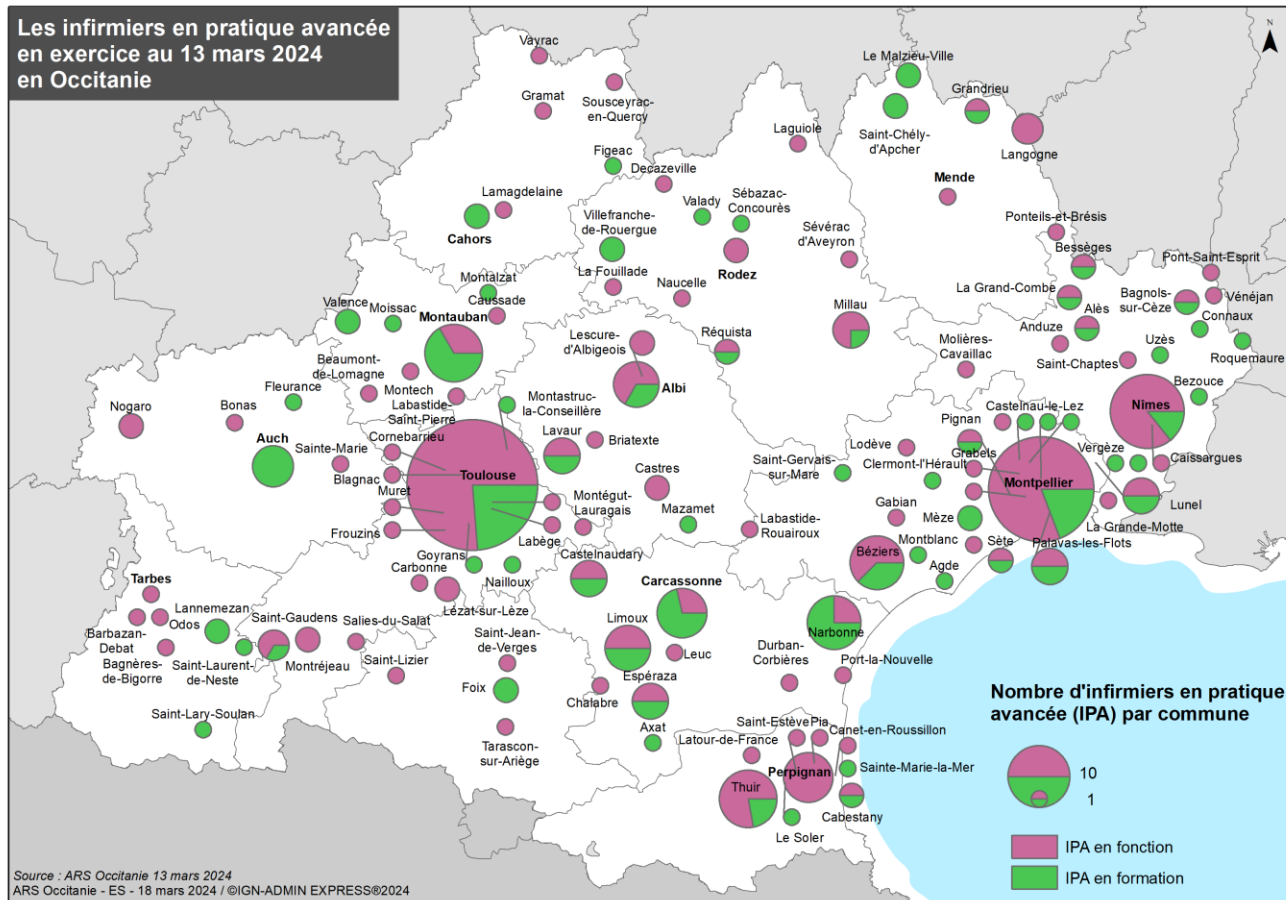 Les infirmiers en pratique avancée
en exercice au 13 mars 2024
en Occitanie
N
Vayrac
Gramat
Sousceyrac-
en-Quercy
Le Malzieu-Ville
Grandrieu
Saint-Chély-
d'Apcher
Langogne
Laguiole
Figeac
Decazeville
Mende
Lamagdelaine
Cahors
Villefranche-
de-Rouergue
Valady
Sébazac-
Concourès
Sévérac
d'Aveyron
Rodez
Ponteils-et-Brésis
Bessèges
Pont-Saint-Esprit
La Fouillade
Naucelle
Montalzat
Caussade
Valence
Moissac
Montauban
La Grand-Combe
Bagnols-
sur-Cèze
Vénéjan
Connaux
Alès
Anduze
Millau
Réquista
Lescure-
d'Albigeois
Albi
Molières-
Cavaillac
Saint-Chaptes
Uzès
Roquemaure
Bezouce
Beaumont-
de-Lomagne
Montech
Labastide-
Saint-Pierre
Fleurance
Nogaro
Bonas
Auch
Sainte-Marie
Cornebarrieu
Blagnac
Toulouse
Muret
Frouzins
Montastruc-
la-Conseillère
Lavaur
Briatexte
Castres
Mazamet
Montégut-
Lauragais
Labège
Labastide-
Rouairoux
Saint-Gervais-
sur-Mare
Lodève
Clermont-l'Hérault
Pignan
Grabels
Castelnau-le-Lez
Nîmes
Vergèze
Caissargues
Montpellier
Lunel
La Grande-Motte
Palavas-les-Flots
Gabian
Mèze
Montblanc
Sète
Agde
Béziers
Goyrans
Carbonne
Nailloux
Lézat-sur-Lèze
Castelnaudary
Carcassonne
Narbonne
Tarbes
Lannemezan
Odos
Barbazan-
Debat
Bagnères-
de-Bigorre
Saint-Laurent-
de-Neste
Saint-Gaudens
Montréjeau
Salies-du-Salat
Saint-Lizier
Saint-Jean-
de-Verges
Foix
Tarascon-
sur-Ariège
Saint-Lary-Soulan
Limoux
Leuc
Chalabre
Espéraza
Axat
Durban-
Corbières
Port-la-Nouvelle
Latour-de-France
Saint-Estève
Pia
Canet-en-Roussillon
Perpignan
Thuir
Sainte-Marie-la-Mer
Cabestany
Le Soler
Nombre d'infirmiers en pratique
avancée (IPA) par commune
10
1
IPA en fonction
IPA en formation
Source : ARS Occitanie 13 mars 2024
ARS Occitanie - ES - 18 mars 2024 / ©IGN-ADMIN EXPRESS®2024